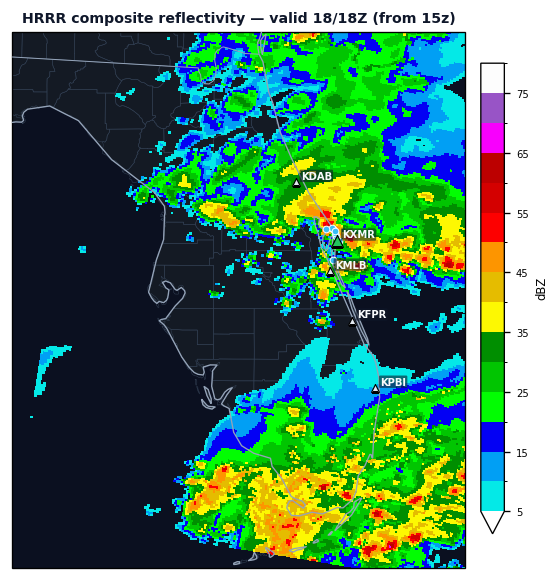 HRRR composite reflectivity — valid 18/18Z (from 15z)
75
65
KDAB
55
KXMR
KMLB
45
dBZ
KFPR
35
25
KPBI
15
5